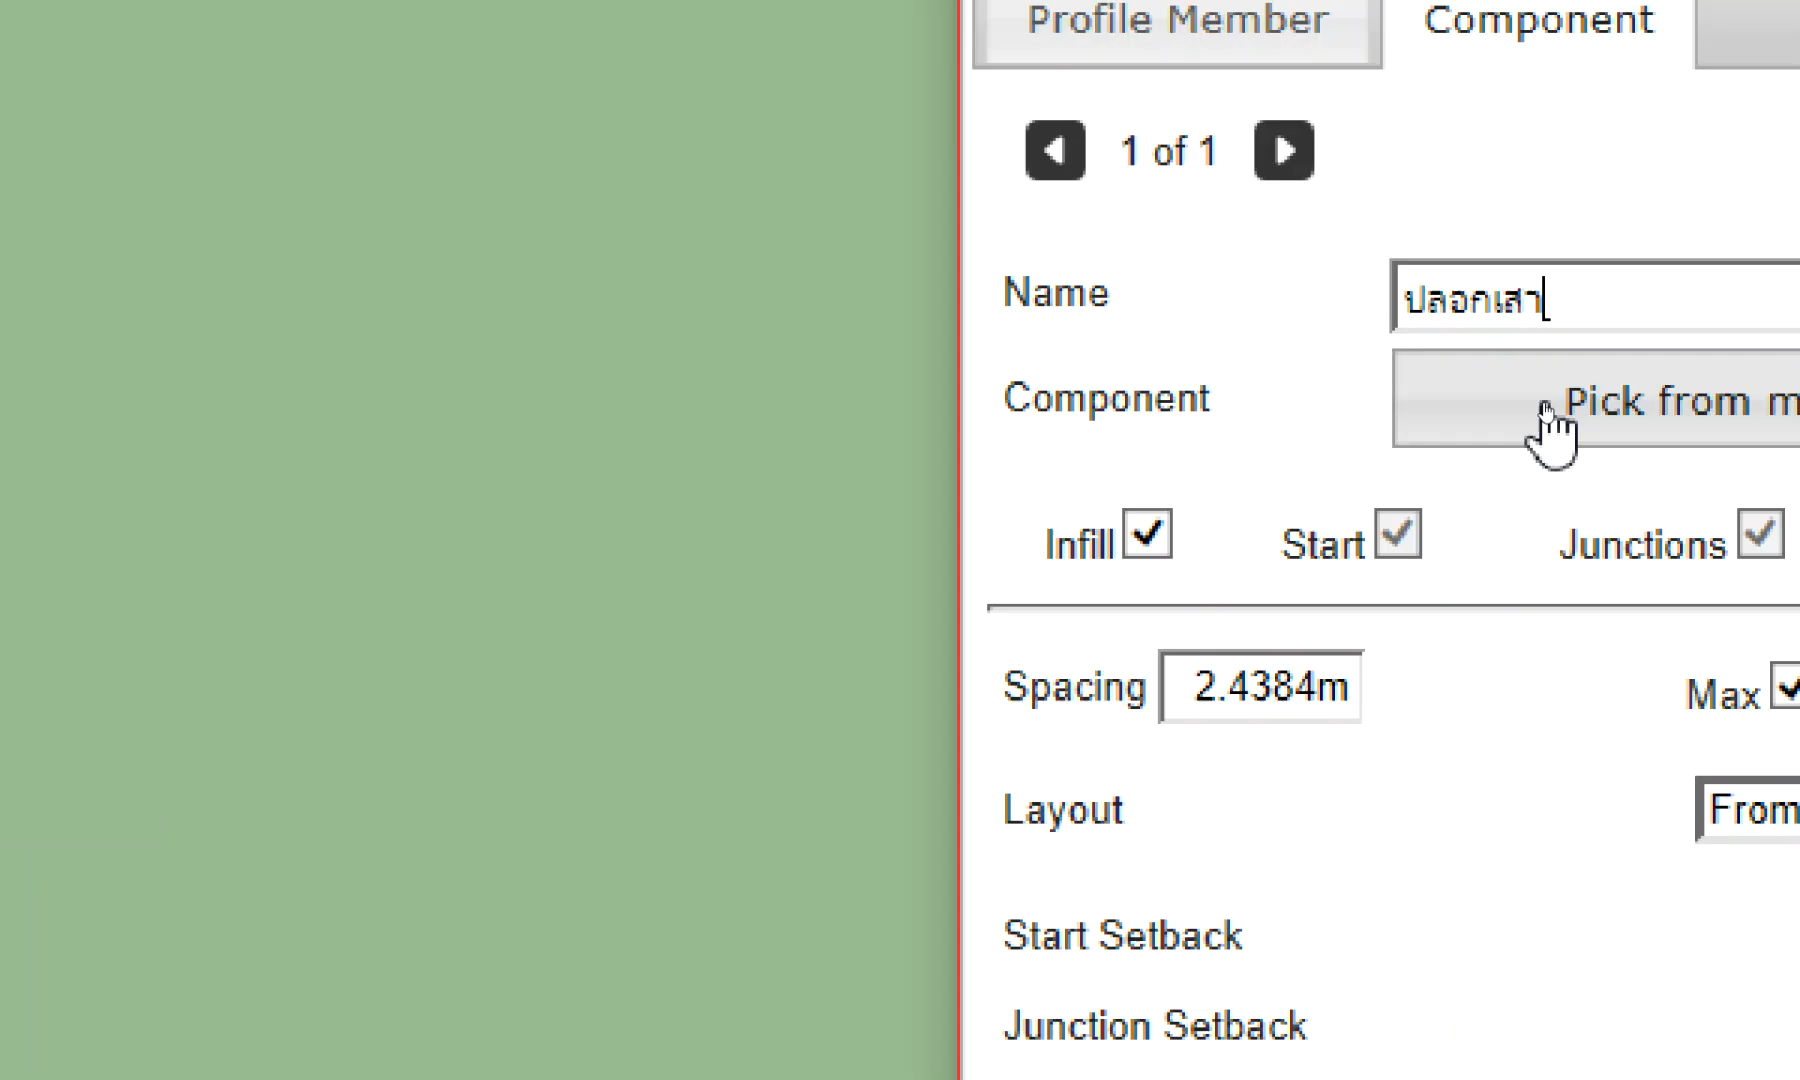 Profile Member Component
1 of 1
Name ปลอกเสา
Component Pick from m
Infill Start Junctions
Spacing 2.4384m Max
Layout From
Start Setback
Junction Setback